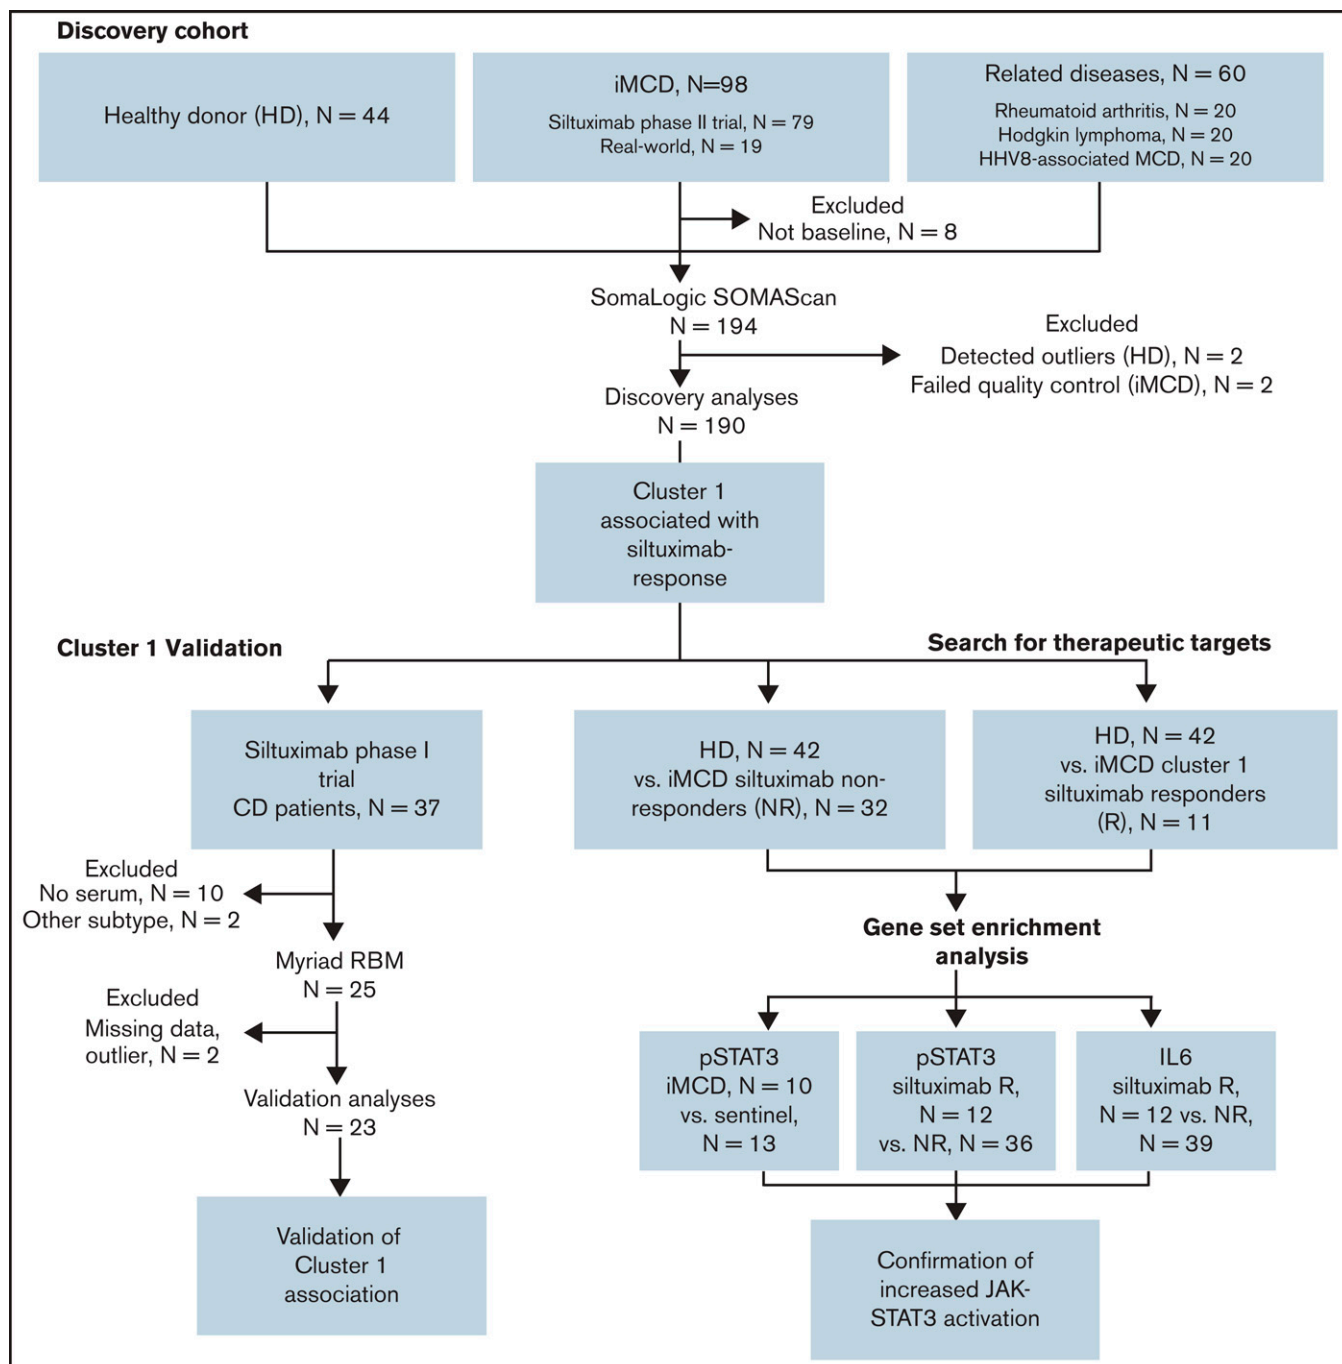 Discovery cohort
Healthy donor (HD), N = 44
iMCD, N=98
Siltuximab phase II trial, N = 79
Real-world, N = 19
Related diseases, N = 60
Rheumatoid arthritis, N = 20
Hodgkin lymphoma, N = 20
HHV8-associated MCD, N = 20
Excluded
Not baseline, N = 8
SomaLogic SOMAScan
N = 194
Excluded
Detected outliers (HD), N = 2
Failed quality control (iMCD), N = 2
Discovery analyses
N = 190
Cluster 1
associated with
siltuximab-
response
Cluster 1 Validation
Search for therapeutic targets
Siltuximab phase I
trial
CD patients, N = 37
HD, N = 42
vs. iMCD siltuximab non-
responders (NR), N = 32
HD, N = 42
vs. iMCD cluster 1
siltuximab responders
(R), N = 11
Excluded
No serum, N = 10
Other subtype, N = 2
Myriad RBM
N = 25
Excluded
Missing data,
outlier, N = 2
Validation analyses
N = 23
Validation of
Cluster 1
association
Gene set enrichment
analysis
pSTAT3
iMCD, N = 10
vs. sentinel,
N = 13
pSTAT3
siltuximab R,
N = 12
vs. NR, N = 36
IL6
siltuximab R,
N = 12 vs. NR,
N = 39
Confirmation of
increased JAK-
STAT3 activation